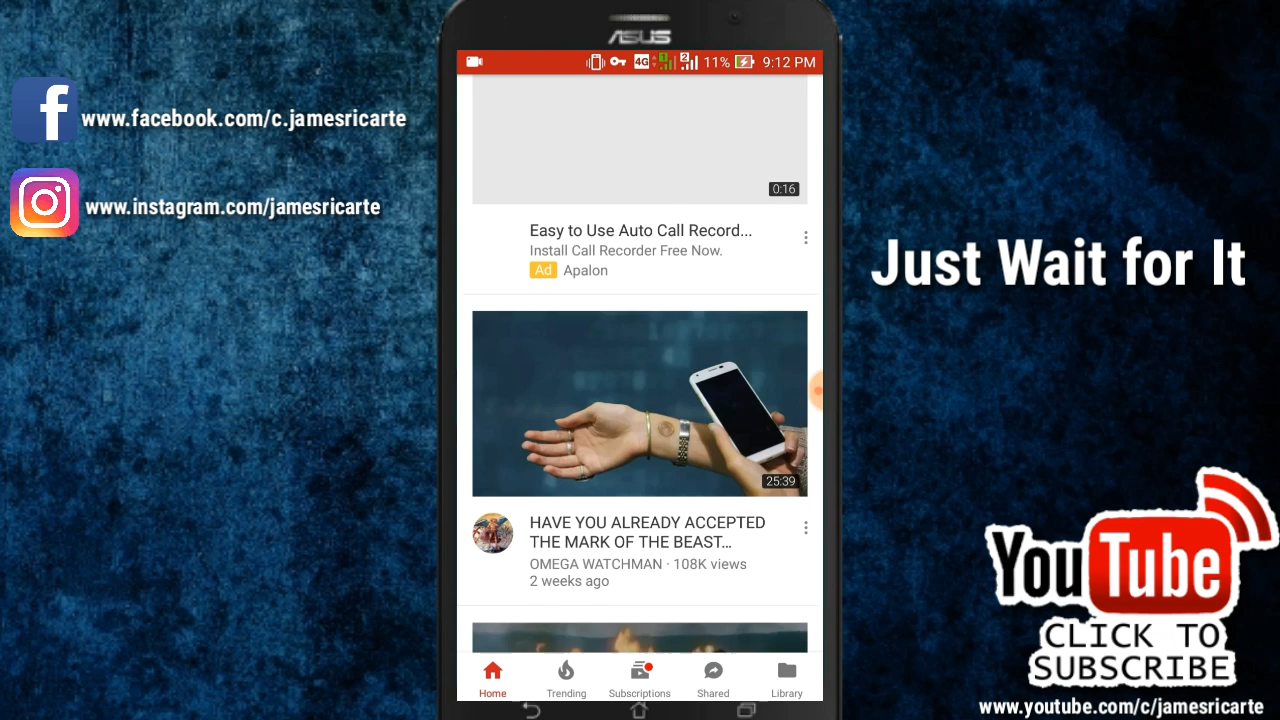 www.facebook.com/c.jamesricarte
www.instagram.com/jamesricarte
ASUS
4G 1 2 11% 9:12 PM
0:16
Easy to Use Auto Call Record...
Install Call Recorder Free Now.
Ad Apalon
25:39
HAVE YOU ALREADY ACCEPTED
THE MARK OF THE BEAST...
OMEGA WATCHMAN · 108K views
2 weeks ago
Home Trending Subscriptions Shared Library
Just Wait for It
YouTube
CLICK TO
SUBSCRIBE
www.youtube.com/c/jamesricarte